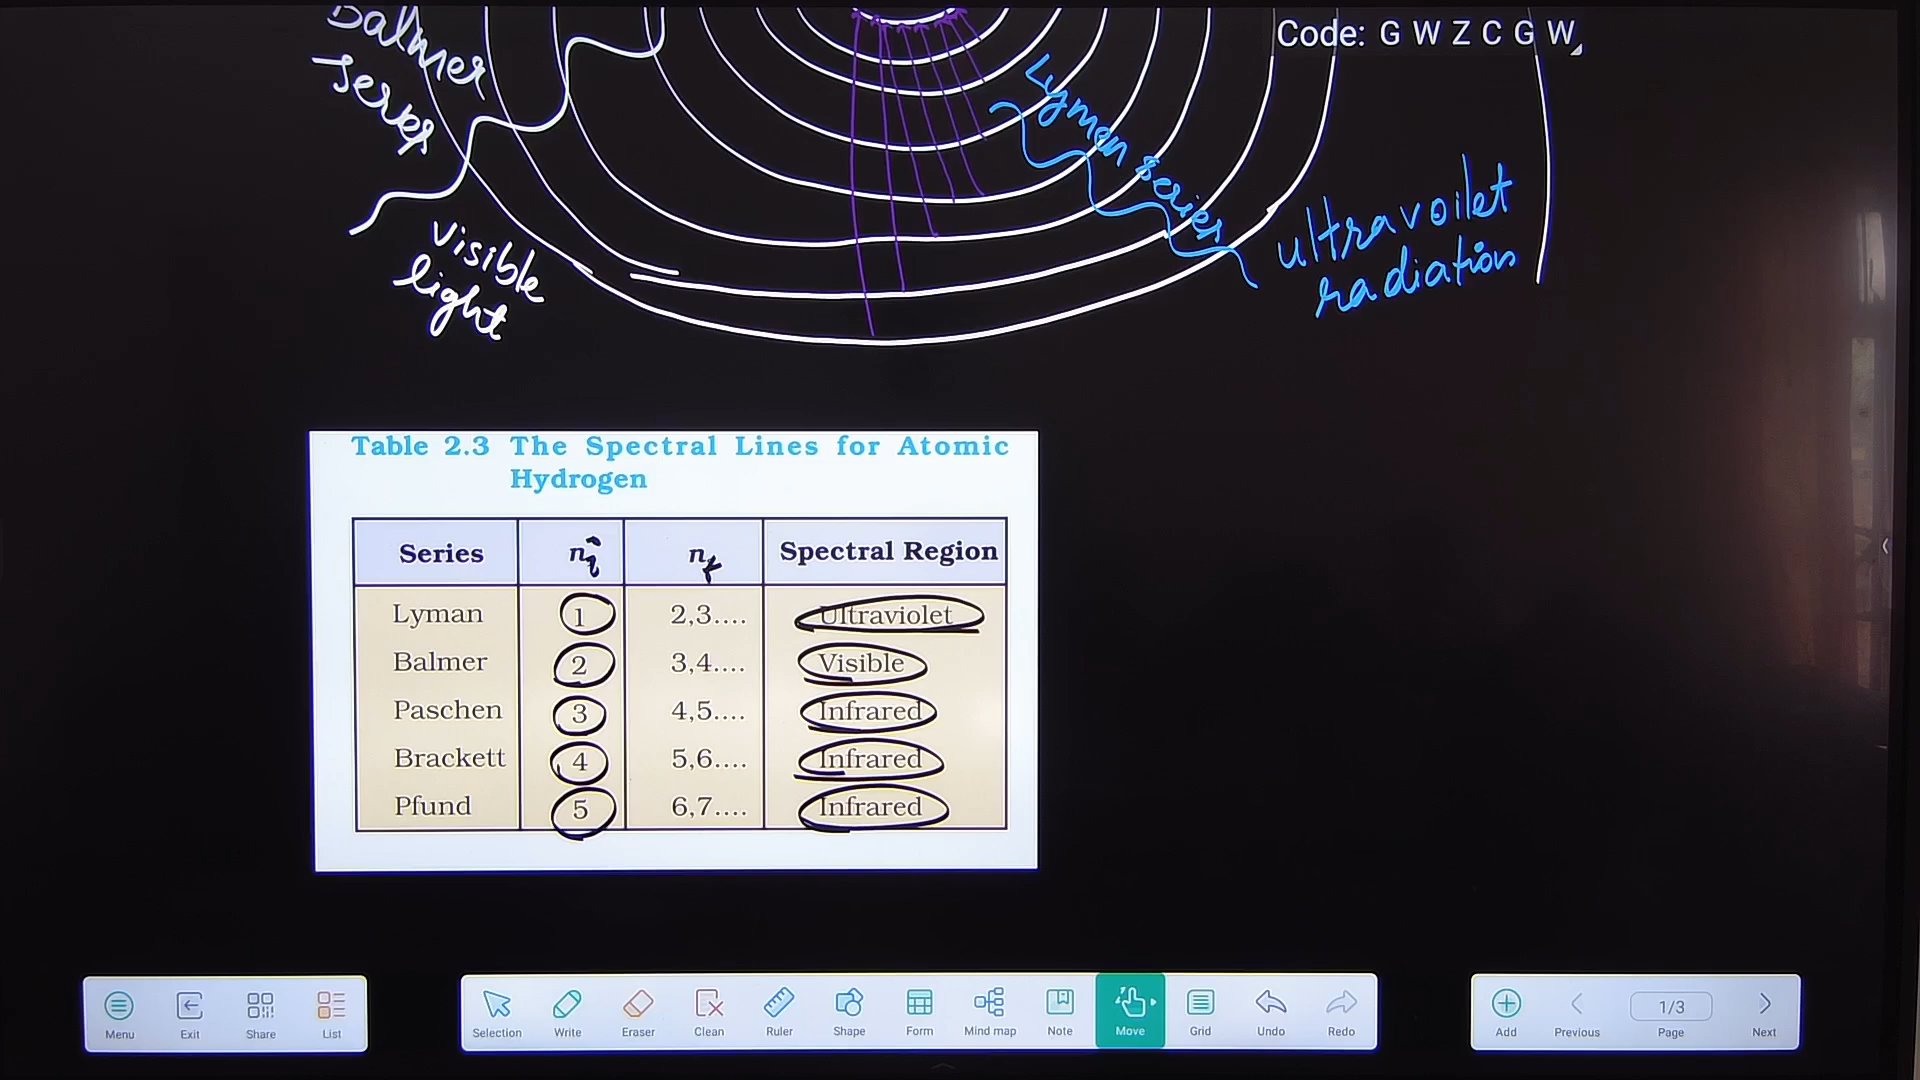 Balmer
Series
Code: G W Z C G W
Lyman Series
visible
light
ultravoilet
radiation
Table 2.3 The Spectral Lines for Atomic
Hydrogen
Series nᵢ n_f Spectral Region
Lyman 1 2,3.... Ultraviolet
Balmer 2 3,4.... Visible
Paschen 3 4,5.... Infrared
Brackett 4 5,6.... Infrared
Pfund 5 6,7.... Infrared
Menu Exit Share List Selection Write Eraser Clean Ruler Shape Form Mind map Note Move Grid Undo Redo Add Previous 1/3 Page Next